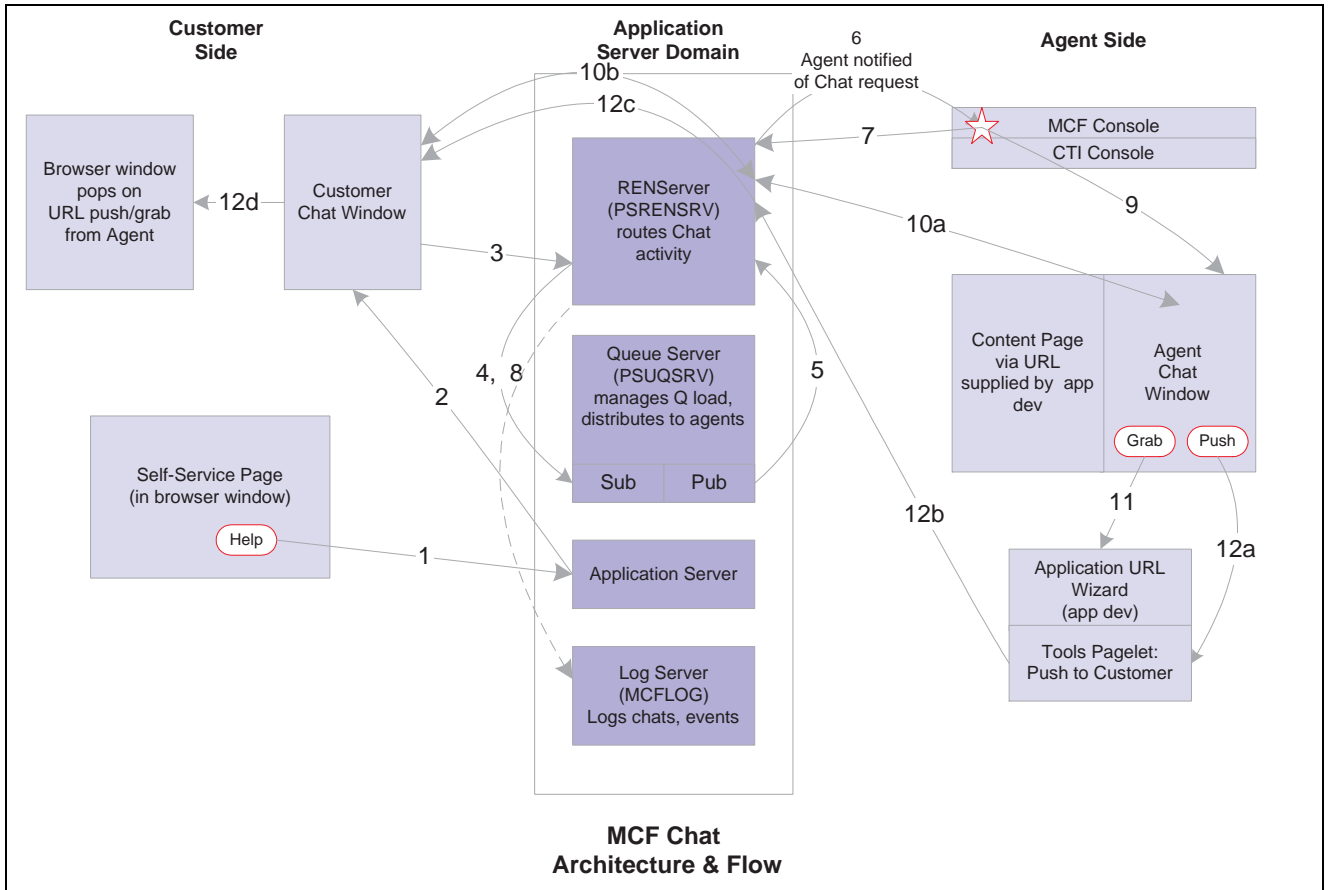 Customer
Side
Application
Server Domain
Agent Side
6
Agent notified
of Chat request
10b
12c
7
MCF Console
CTI Console
Browser window
pops on
URL push/grab
from Agent
12d
Customer
Chat Window
3
RENServer
(PSRENSRV)
routes Chat
activity
10a
9
2
4, 8
Queue Server
(PSUQSRV)
manages Q load,
distributes to agents
Sub
Pub
5
Content Page
via URL
supplied by app
dev
Agent
Chat
Window
Grab
Push
Self-Service Page
(in browser window)
Help
1
Application Server
12b
11
12a
Application URL
Wizard
(app dev)
Tools Pagelet:
Push to Customer
Log Server
(MCFLOG)
Logs chats, events
MCF Chat
Architecture & Flow